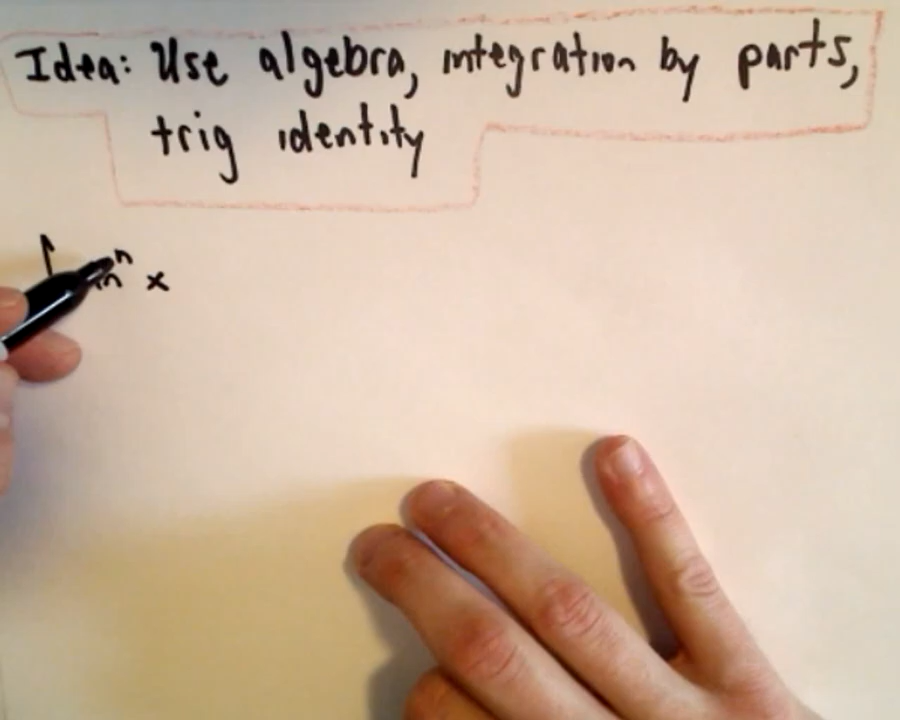 Idea: Use algebra, integration by parts,
trig identity
n x